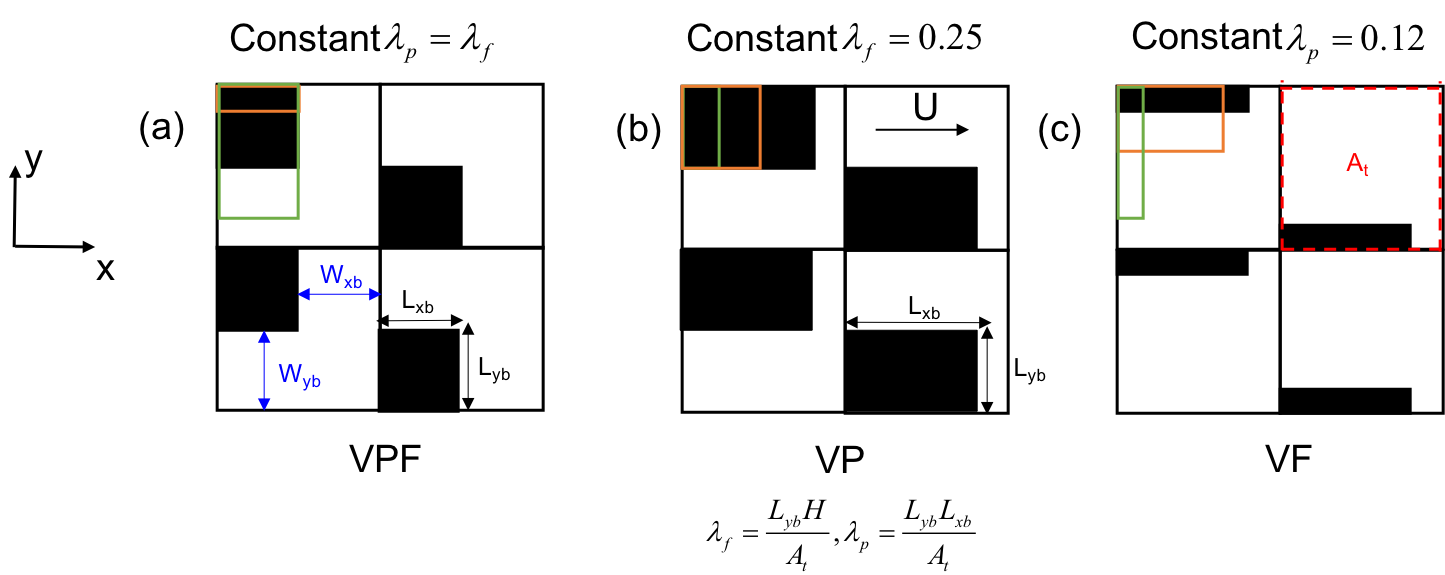 Constant λp = λf
Constant λf = 0.25
Constant λp = 0.12
(a)
(b)
(c)
U
At
y
x
Wxb
Lxb
Wyb
Lyb
Lxb
Lyb
VPF
VP
VF
λf = LybH / At , λp = LybLxb / At